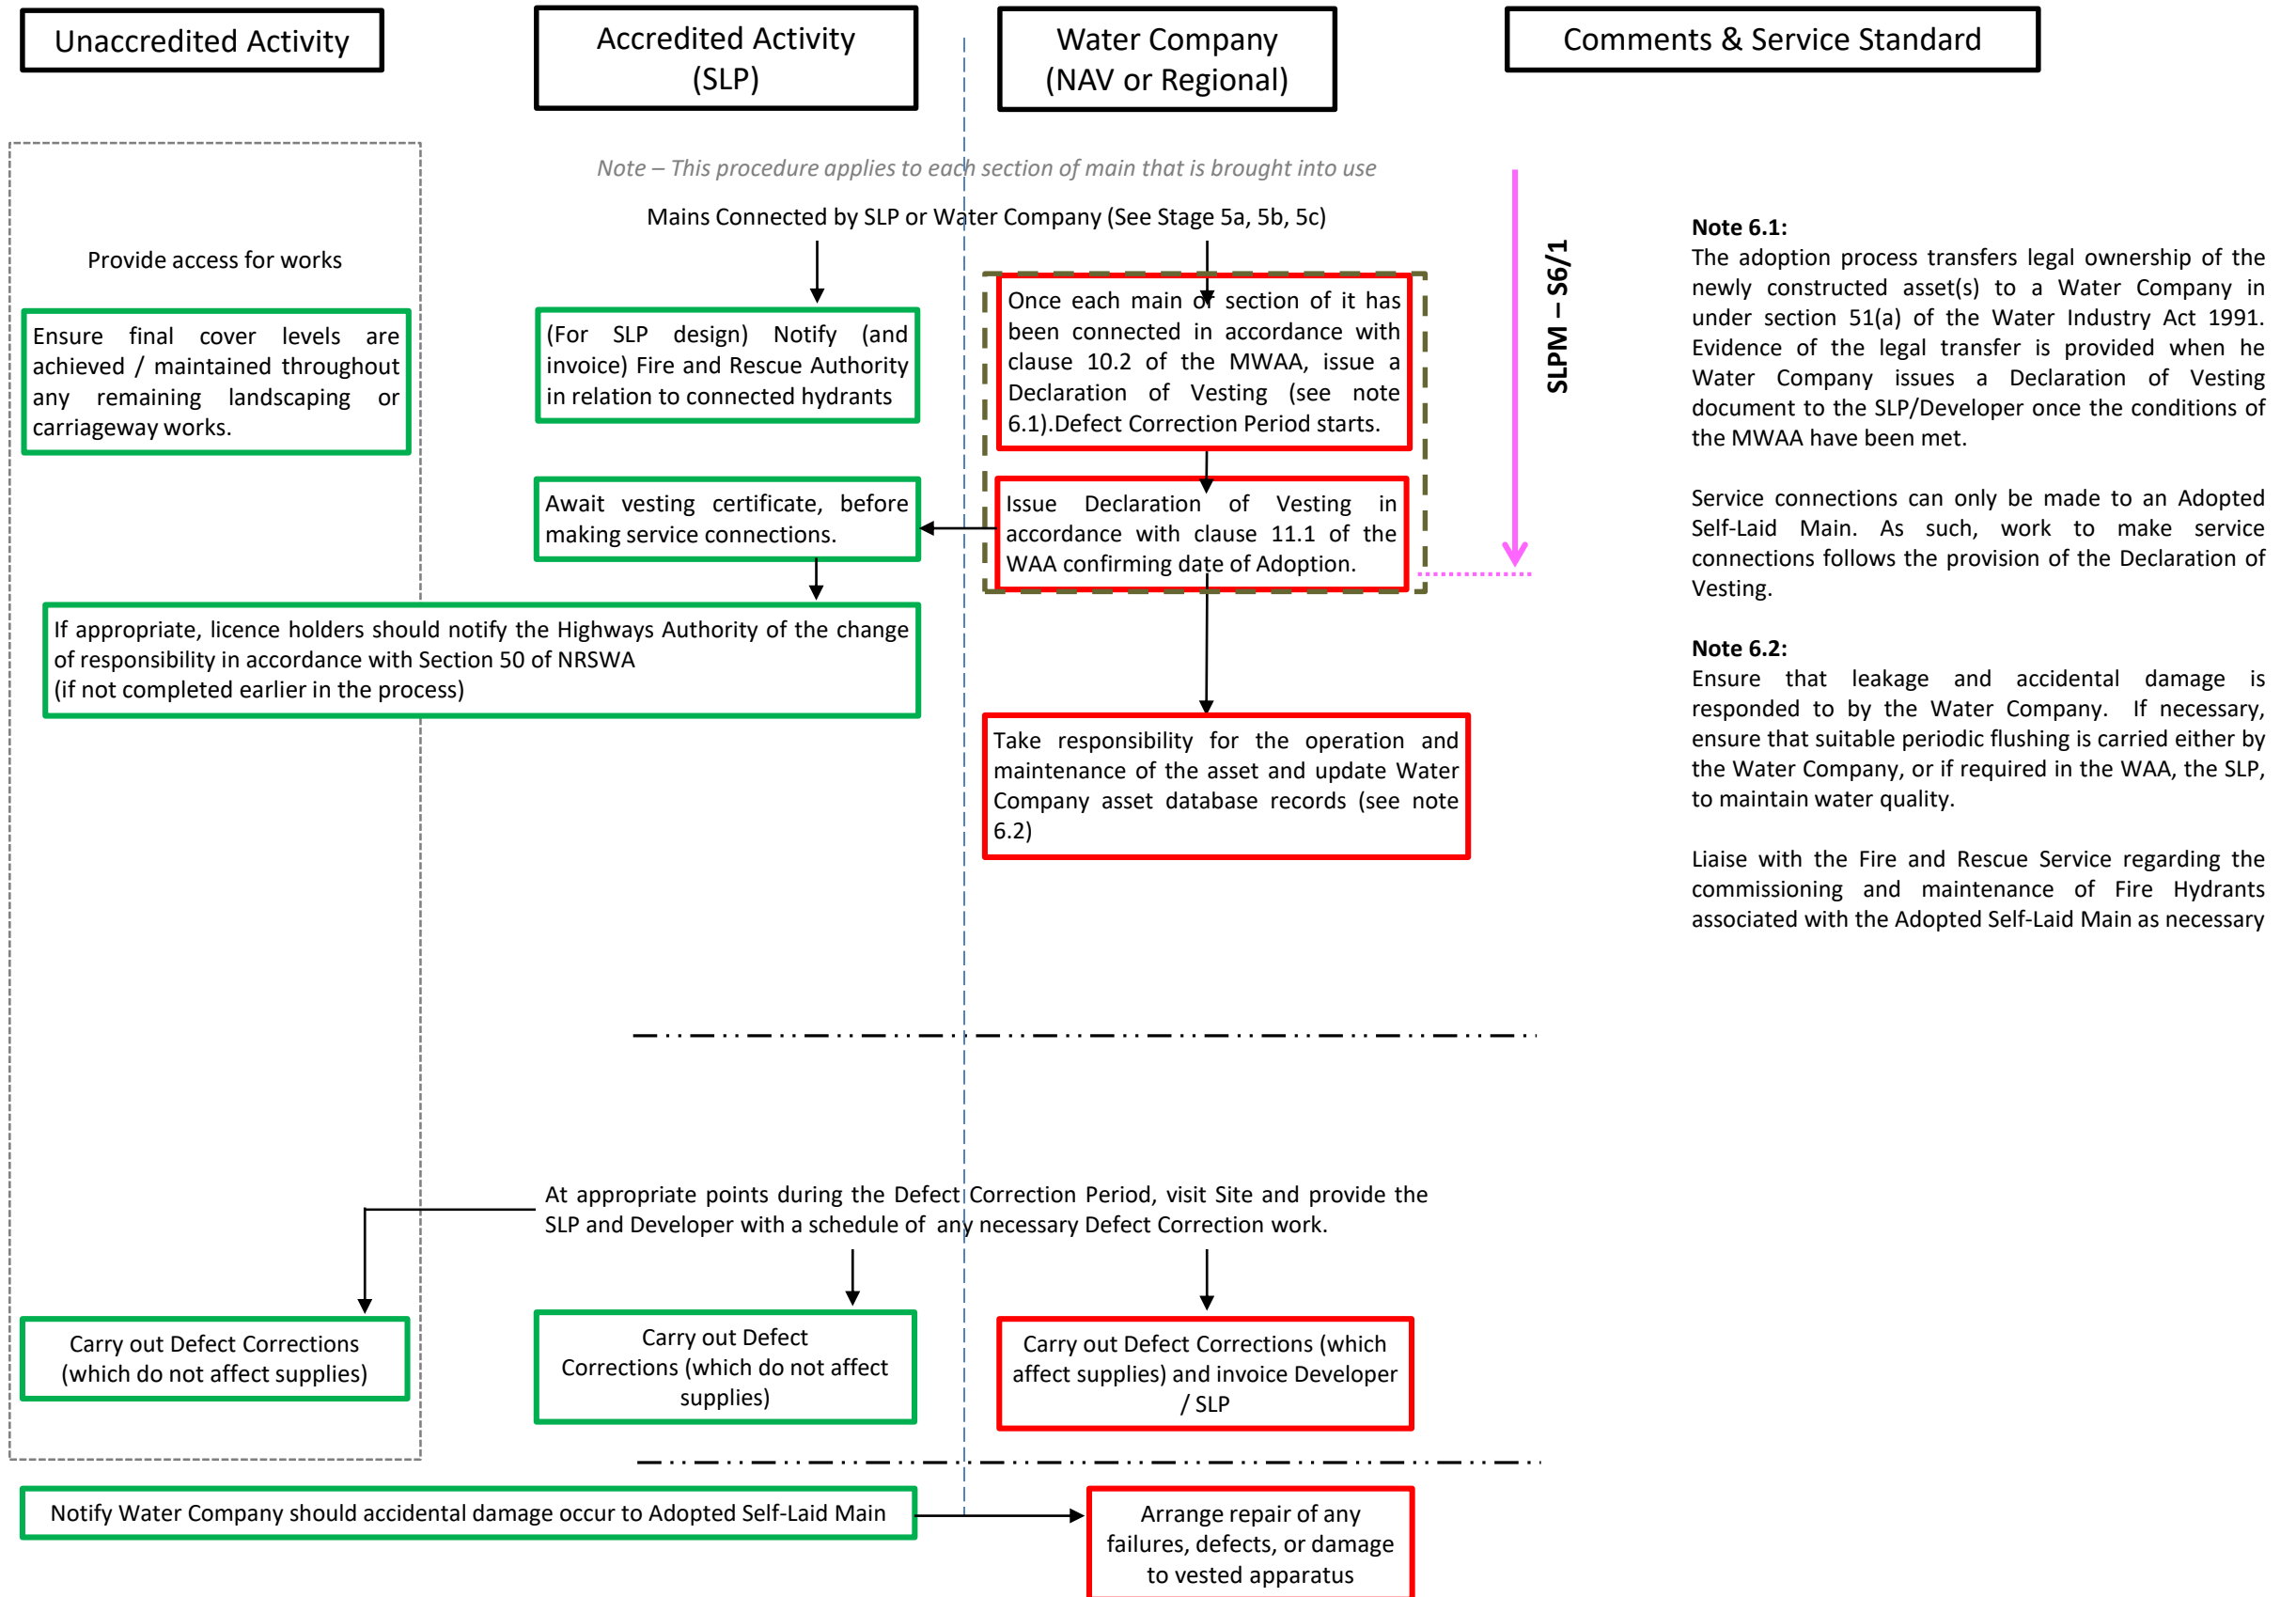 Unaccredited Activity
Accredited Activity
(SLP)
Water Company
(NAV or Regional)
Comments & Service Standard
Note – This procedure applies to each section of main that is brought into use
Mains Connected by SLP or Water Company (See Stage 5a, 5b, 5c)
Provide access for works
Ensure final cover levels are
achieved / maintained throughout
any remaining landscaping or
carriageway works.
(For SLP design) Notify (and
invoice) Fire and Rescue Authority
in relation to connected hydrants
Once each main or section of it has
been connected in accordance with
clause 10.2 of the MWAA, issue a
Declaration of Vesting (see note
6.1).Defect Correction Period starts.
Await vesting certificate, before
making service connections.
Issue Declaration of Vesting in
accordance with clause 11.1 of the
WAA confirming date of Adoption.
If appropriate, licence holders should notify the Highways Authority of the change
of responsibility in accordance with Section 50 of NRSWA
(if not completed earlier in the process)
Take responsibility for the operation and
maintenance of the asset and update Water
Company asset database records (see note
6.2)
SLPM – S6/1
Note 6.1:
The adoption process transfers legal ownership of the
newly constructed asset(s) to a Water Company in
under section 51(a) of the Water Industry Act 1991.
Evidence of the legal transfer is provided when he
Water Company issues a Declaration of Vesting
document to the SLP/Developer once the conditions of
the MWAA have been met.
Service connections can only be made to an Adopted
Self-Laid Main. As such, work to make service
connections follows the provision of the Declaration of
Vesting.
Note 6.2:
Ensure that leakage and accidental damage is
responded to by the Water Company. If necessary,
ensure that suitable periodic flushing is carried either by
the Water Company, or if required in the WAA, the SLP,
to maintain water quality.
Liaise with the Fire and Rescue Service regarding the
commissioning and maintenance of Fire Hydrants
associated with the Adopted Self-Laid Main as necessary
At appropriate points during the Defect Correction Period, visit Site and provide the
SLP and Developer with a schedule of any necessary Defect Correction work.
Carry out Defect Corrections
(which do not affect supplies)
Carry out Defect
Corrections (which do not affect
supplies)
Carry out Defect Corrections (which
affect supplies) and invoice Developer
/ SLP
Notify Water Company should accidental damage occur to Adopted Self-Laid Main
Arrange repair of any
failures, defects, or damage
to vested apparatus